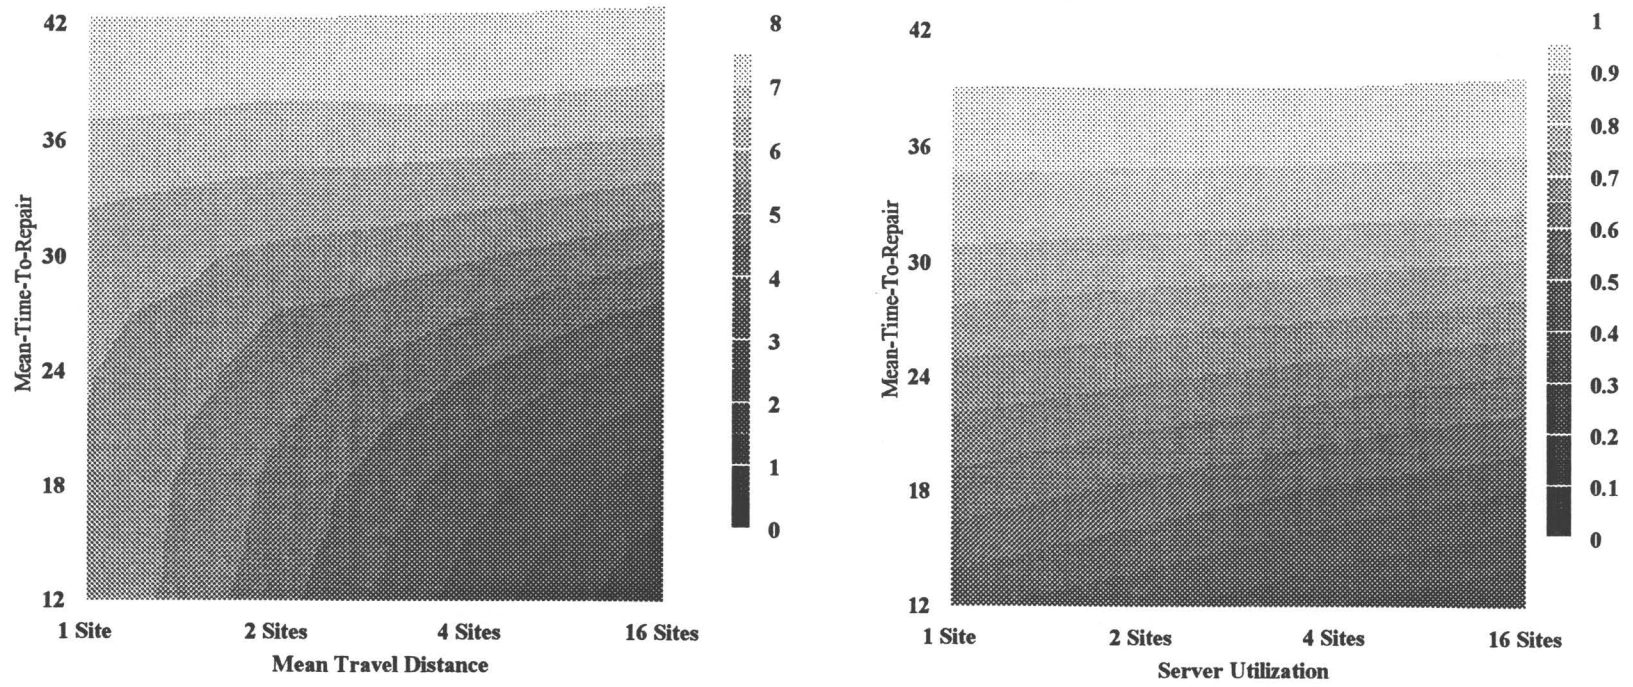 42
36
30
24
18
12
Mean-Time-To-Repair
1 Site
2 Sites
4 Sites
16 Sites
Mean Travel Distance
8
7
6
5
4
3
2
1
0
42
36
30
24
18
12
Mean-Time-To-Repair
1 Site
2 Sites
4 Sites
16 Sites
Server Utilization
1
0.9
0.8
0.7
0.6
0.5
0.4
0.3
0.2
0.1
0